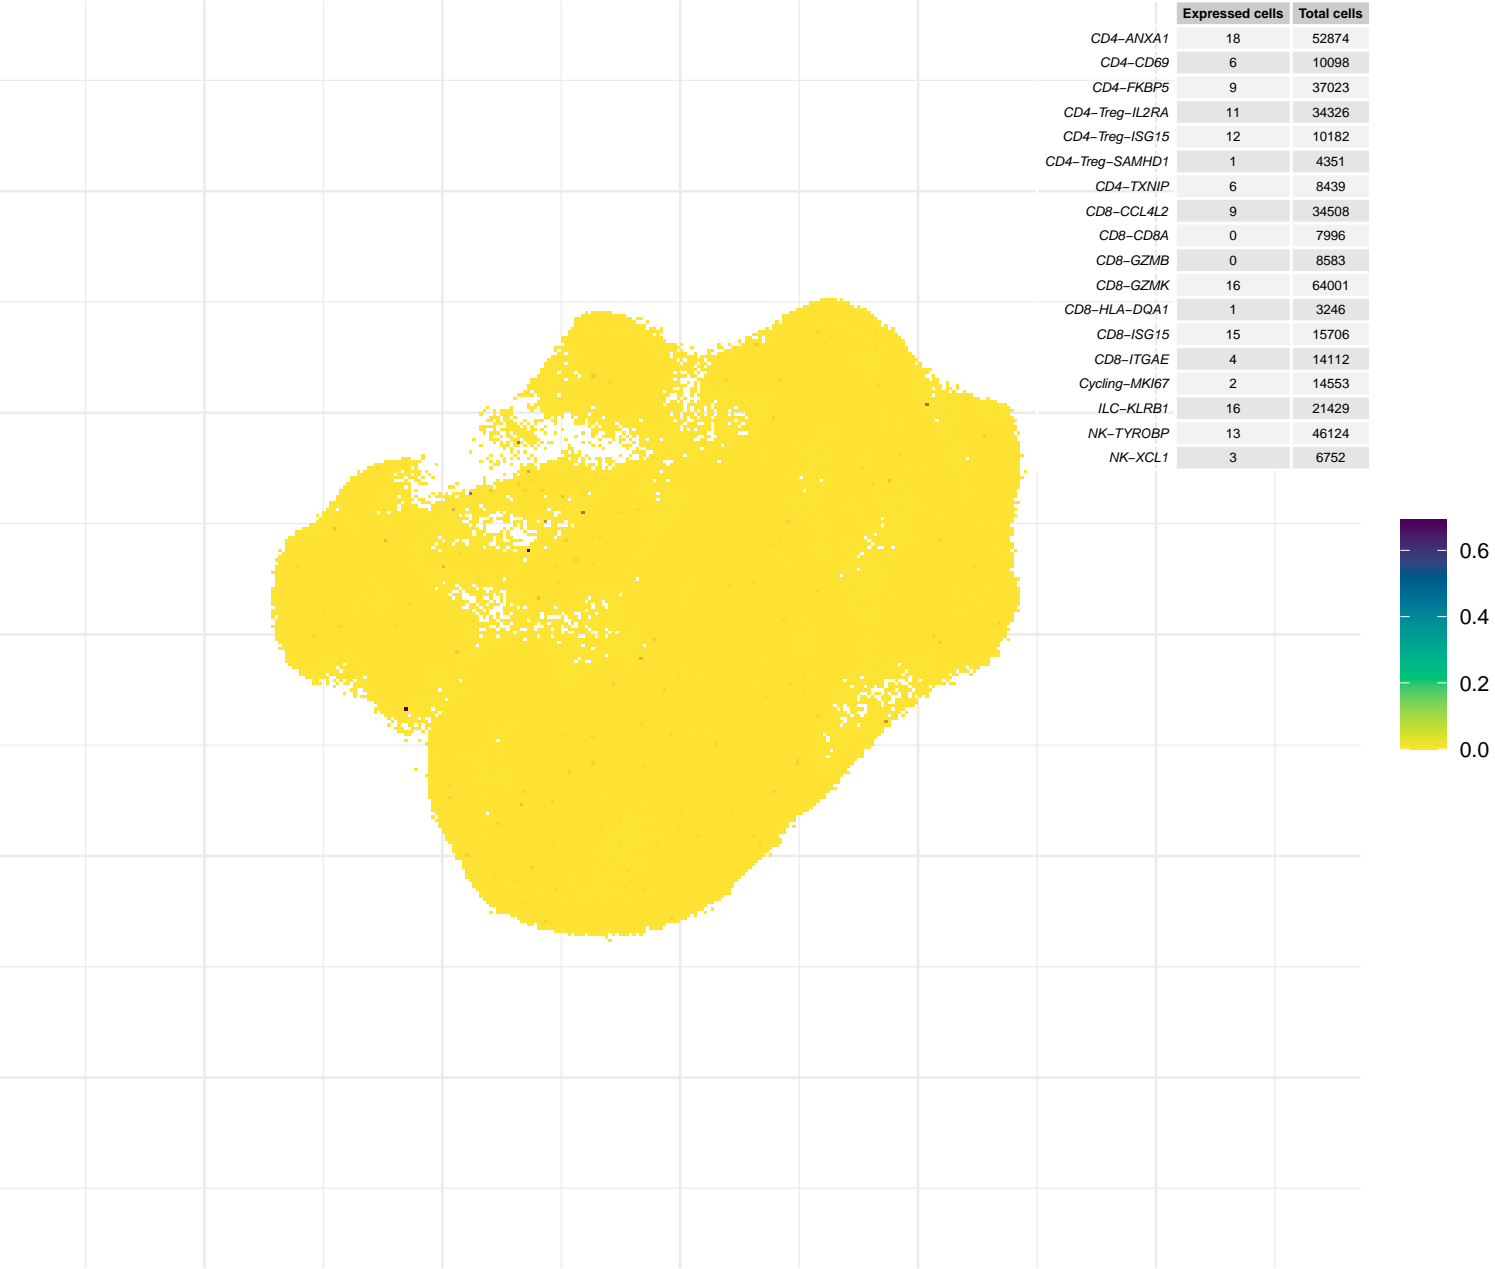 Expressed cells Total cells
CD4−ANXA1 18 52874
CD4−CD69 6 10098
CD4−FKBP5 9 37023
CD4−Treg−IL2RA 11 34326
CD4−Treg−ISG15 12 10182
CD4−Treg−SAMHD1 1 4351
CD4−TXNIP 6 8439
CD8−CCL4L2 9 34508
CD8−CD8A 0 7996
CD8−GZMB 0 8583
CD8−GZMK 16 64001
CD8−HLA−DQA1 1 3246
CD8−ISG15 15 15706
CD8−ITGAE 4 14112
Cycling−MKI67 2 14553
ILC−KLRB1 16 21429
NK−TYROBP 13 46124
NK−XCL1 3 6752
0.6
0.4
0.2
0.0